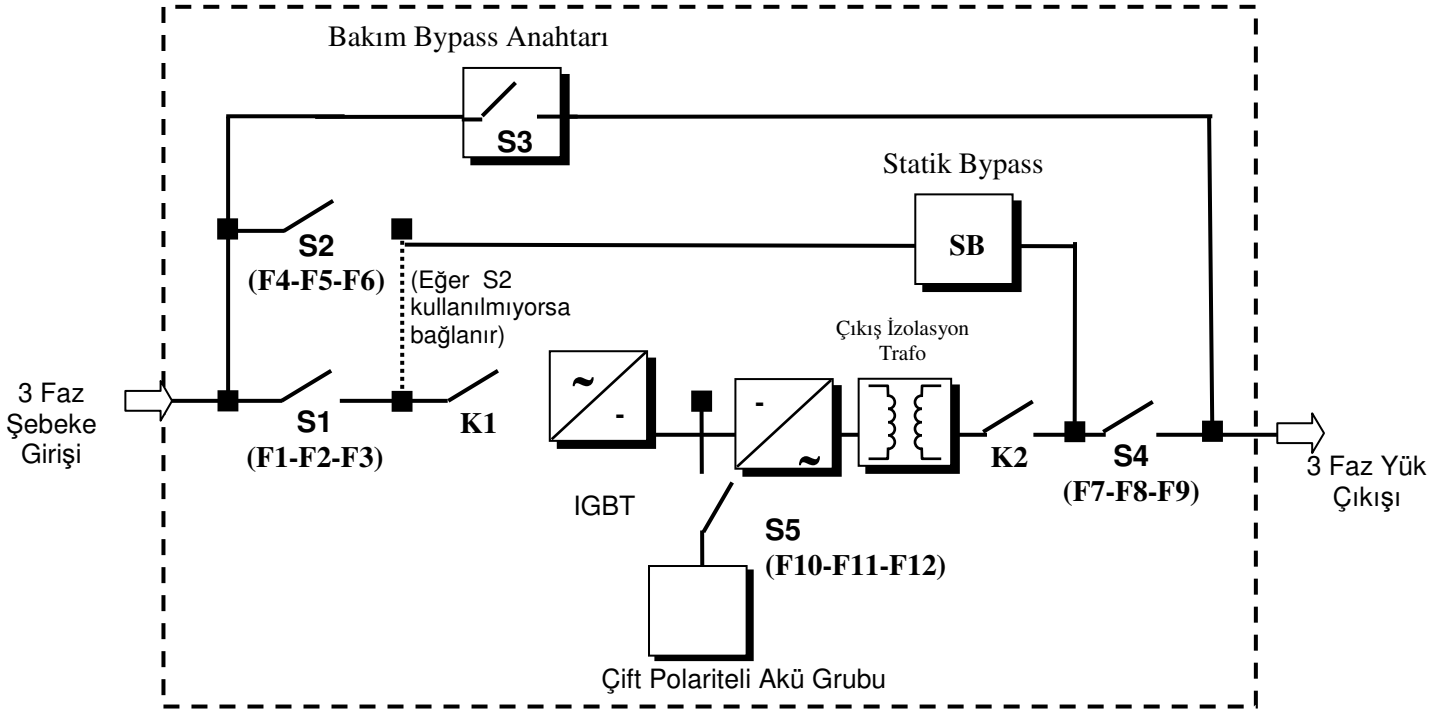 Bakım Bypass Anahtarı
S3
Statik Bypass
SB
S2
(F4-F5-F6)
(Eğer S2
kullanılmıyorsa
bağlanır)
Çıkış İzolasyon
Trafo
3 Faz
Şebeke
Girişi
S1
(F1-F2-F3)
K1
~
-
IGBT
-
~
K2
S4
(F7-F8-F9)
3 Faz Yük
Çıkışı
S5
(F10-F11-F12)
Çift Polariteli Akü Grubu